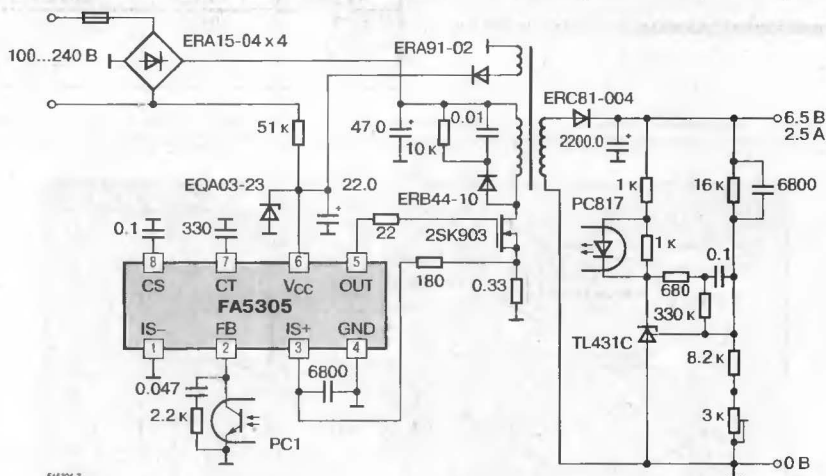 ERA15-04 x 4
ERA91-02
100...240 В
ERC81-004
6.5 В
2.5 А
51 к
47.0
0.01
10 к
2200.0
1 к
PC817
16 к
6800
EQA03-23
22.0
ERB44-10
0.1
330
22
2SK903
1 к
0.1
8
7
6
5
180
0.33
680
CS
CT
VCC
OUT
FA5305
330 к
IS–
FB
IS+
GND
TL431C
8.2 к
1
2
3
4
0.047
6800
2.2 к
3 к
PC1
0 В